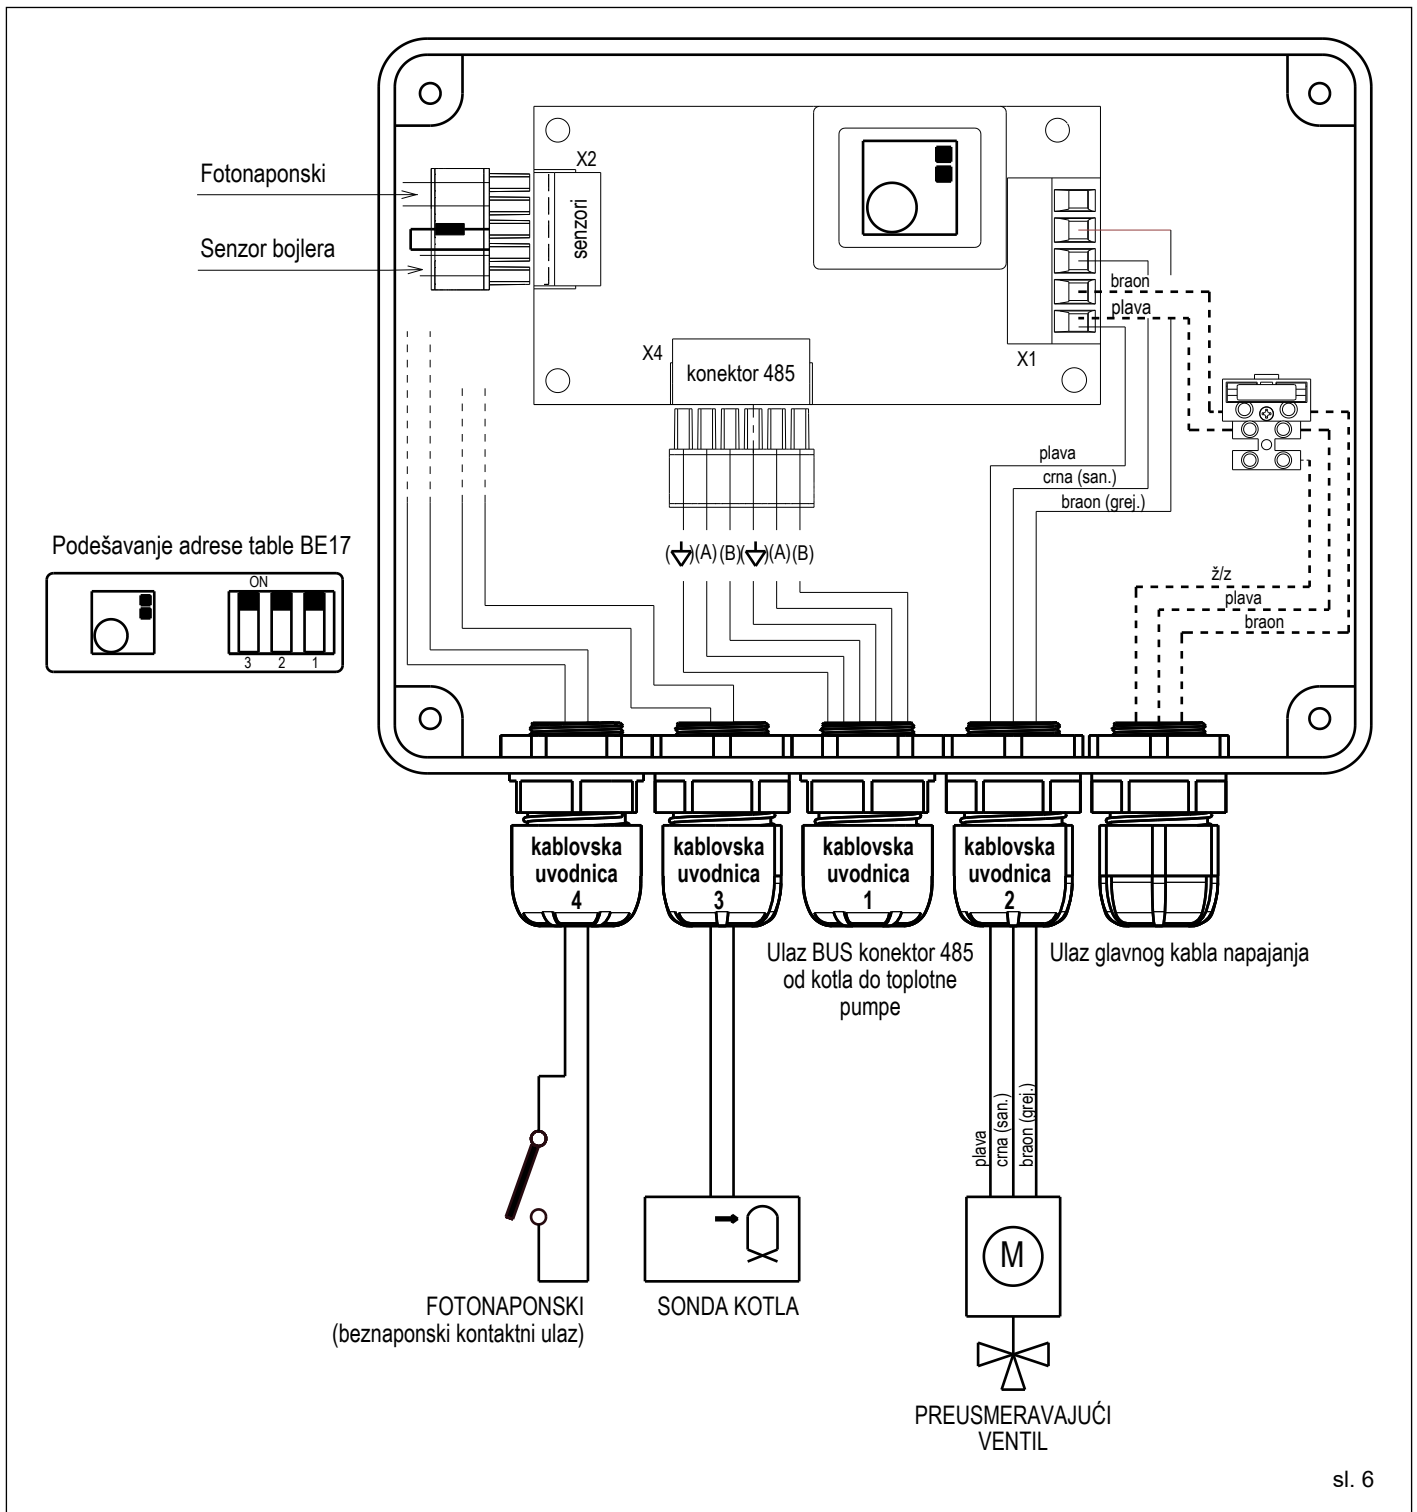 Fotonaponski
Senzor bojlera
X2
senzori
X4
konektor 485
X1
braon
plava
plava
crna (san.)
braon (grej.)
( )(A) (B)( )(A) (B)
ž/z
plava
braon
Podešavanje adrese table BE17
ON
3 2 1
kablovska
uvodnica
4
kablovska
uvodnica
3
kablovska
uvodnica
1
kablovska
uvodnica
2
Ulaz BUS konektor 485
od kotla do toplotne
pumpe
Ulaz glavnog kabla napajanja
plava
crna (san.)
braon (grej.)
M
FOTONAPONSKI
(beznaponski kontaktni ulaz)
SONDA KOTLA
PREUSMERAVAJUĆI
VENTIL
sl. 6